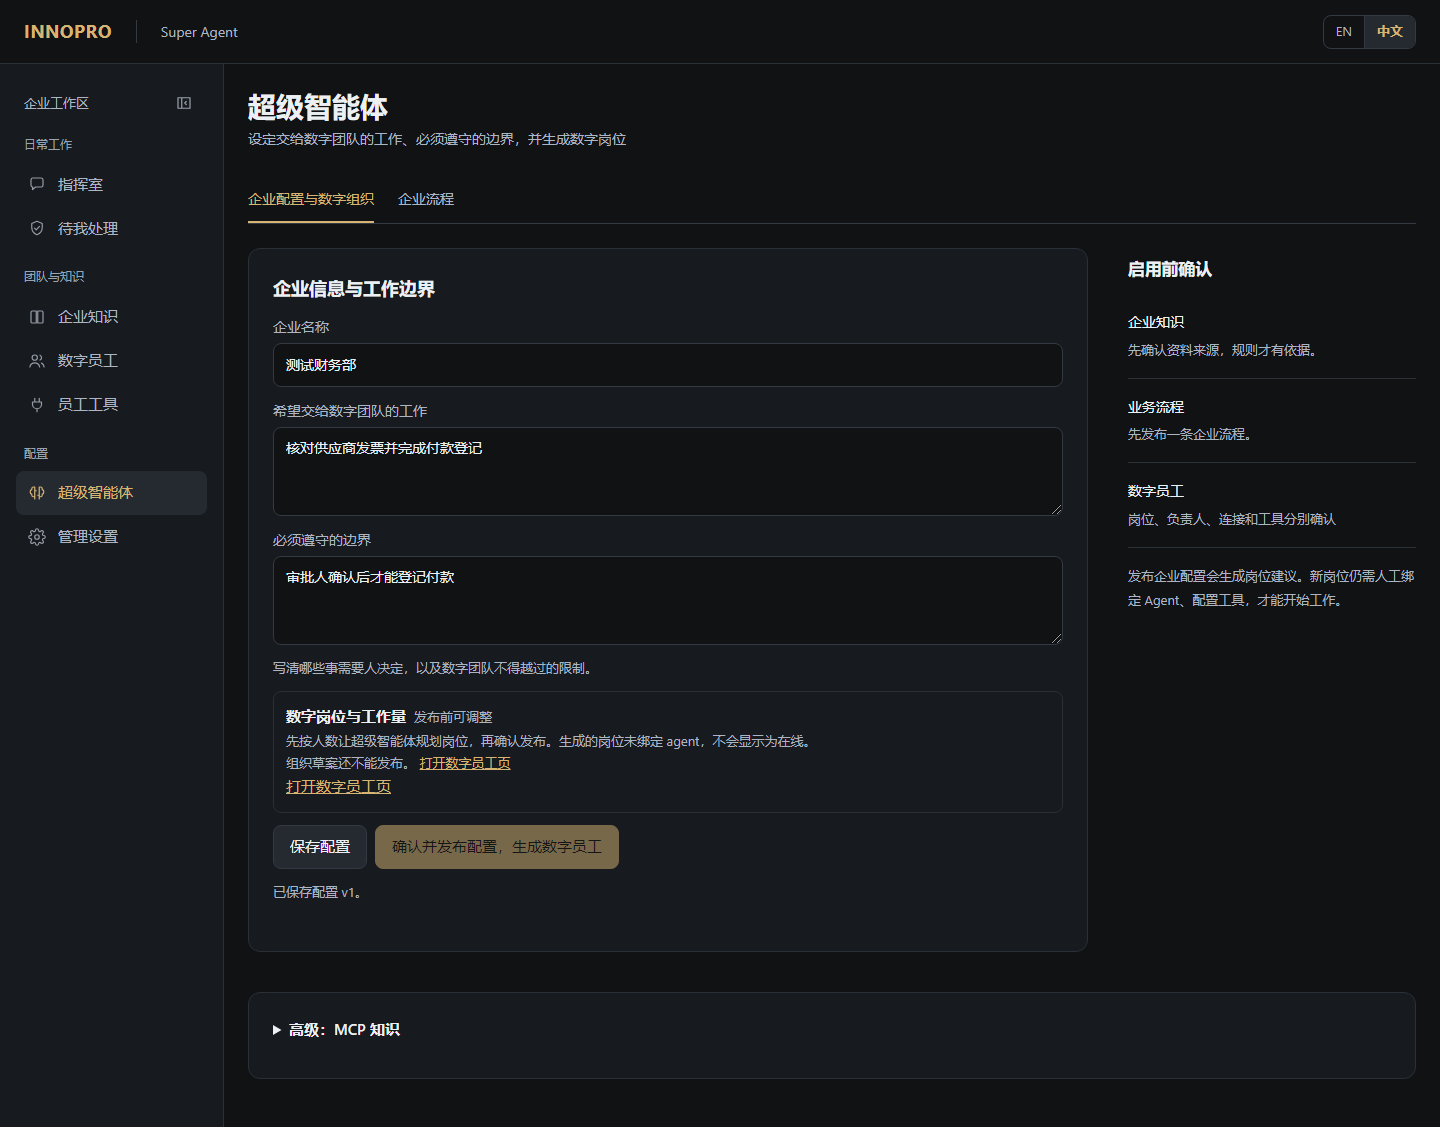 INNOPRO
Super Agent
EN
中文
企业工作区
日常工作
指挥室
待我处理
团队与知识
企业知识
数字员工
员工工具
配置
超级智能体
管理设置
超级智能体
设定交给数字团队的工作、必须遵守的边界，并生成数字岗位
企业配置与数字组织
企业流程
企业信息与工作边界
企业名称
测试财务部
希望交给数字团队的工作
核对供应商发票并完成付款登记
必须遵守的边界
审批人确认后才能登记付款
写清哪些事需要人决定，以及数字团队不得越过的限制。
数字岗位与工作量 发布前可调整
先按人数让超级智能体规划岗位，再确认发布。生成的岗位未绑定 agent，不会显示为在线。
组织草案还不能发布。 打开数字员工页
打开数字员工页
保存配置
确认并发布配置，生成数字员工
已保存配置 v1。
启用前确认
企业知识
先确认资料来源，规则才有依据。
业务流程
先发布一条企业流程。
数字员工
岗位、负责人、连接和工具分别确认
发布企业配置会生成岗位建议。新岗位仍需人工绑
定 Agent、配置工具，才能开始工作。
高级：MCP 知识